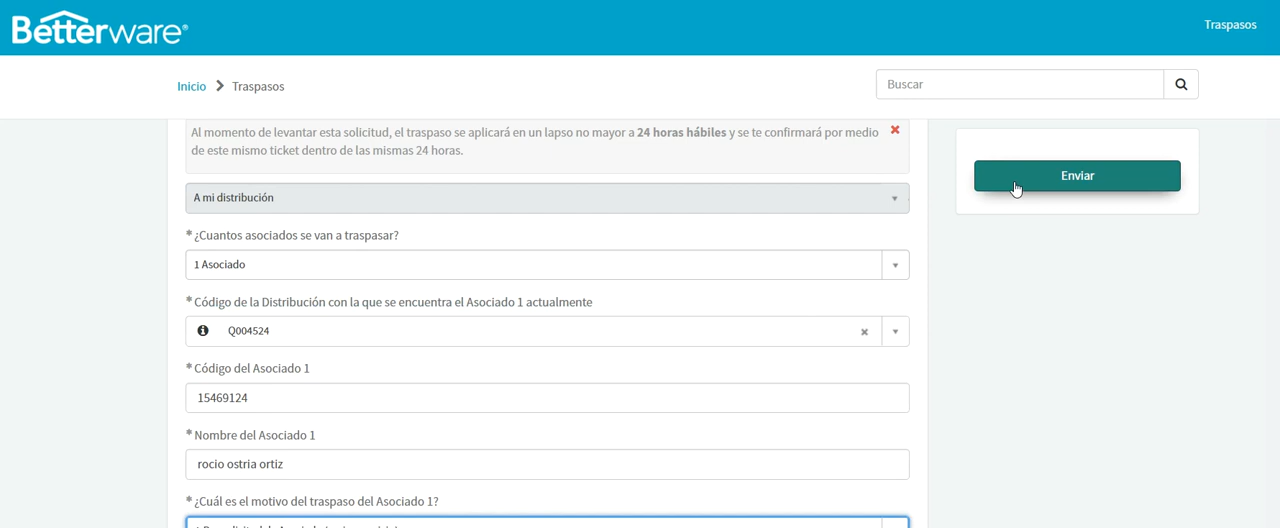 Betterware
Traspasos
Inicio > Traspasos
Buscar
Al momento de levantar esta solicitud, el traspaso se aplicará en un lapso no mayor a 24 horas hábiles y se te confirmará por medio
de este mismo ticket dentro de las mismas 24 horas.
Enviar
A mi distribución
* ¿Cuantos asociados se van a traspasar?
1 Asociado
* Código de la Distribución con la que se encuentra el Asociado 1 actualmente
Q004524
* Código del Asociado 1
15469124
* Nombre del Asociado 1
rocio ostria ortiz
* ¿Cuál es el motivo del traspaso del Asociado 1?